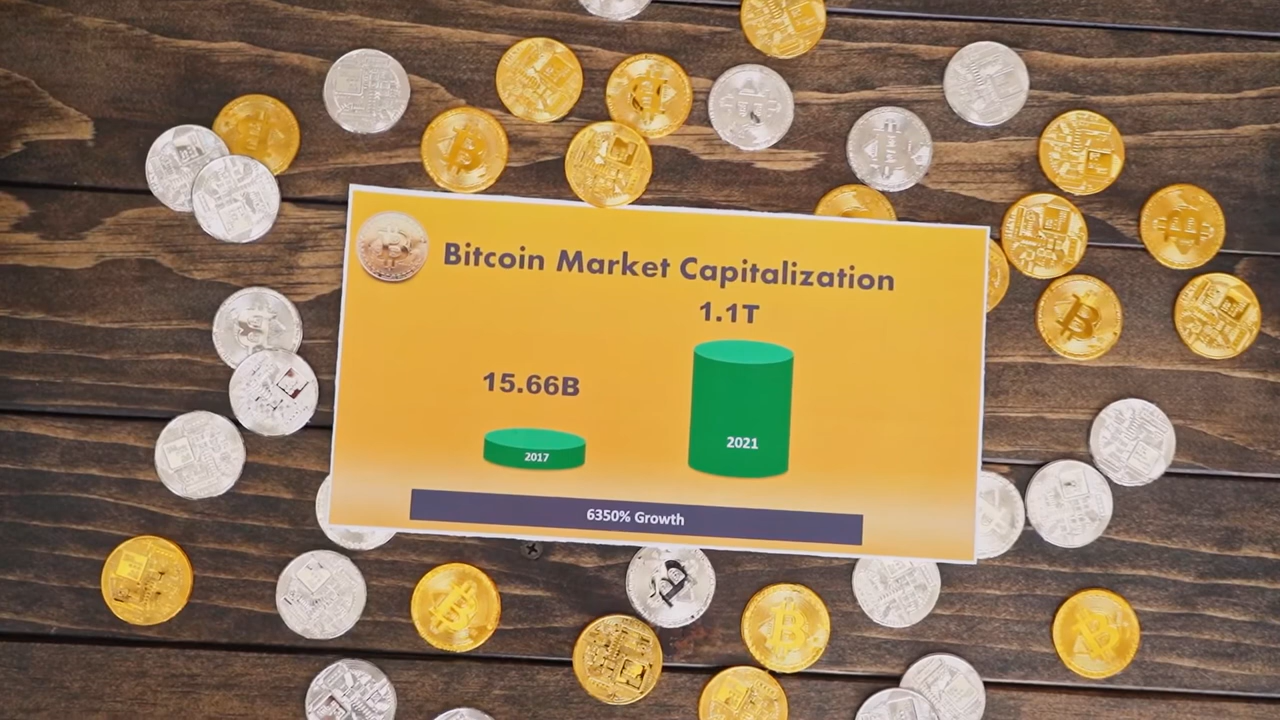 Bitcoin Market Capitalization
1.1T
15.66B
2021
2017
6350% Growth